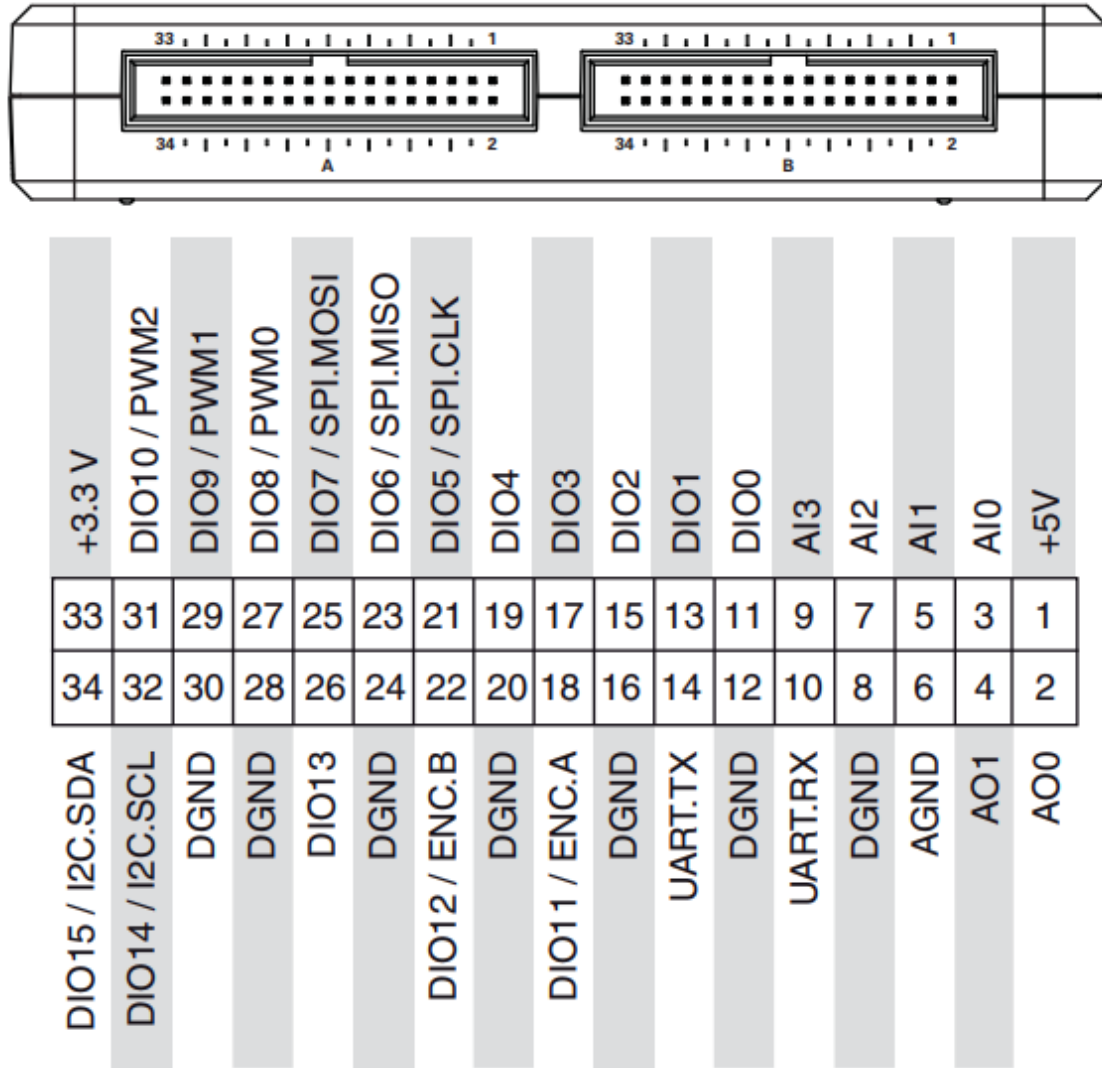 33 1 33 1
34 2 34 2
A B
+3.3 V
DIO10 / PWM2
DIO9 / PWM1
DIO8 / PWM0
DIO7 / SPI.MOSI
DIO6 / SPI.MISO
DIO5 / SPI.CLK
DIO4
DIO3
DIO2
DIO1
DIO0
AI3
AI2
AI1
AI0
+5V
33 31 29 27 25 23 21 19 17 15 13 11 9 7 5 3 1
34 32 30 28 26 24 22 20 18 16 14 12 10 8 6 4 2
DIO15 / I2C.SDA
DIO14 / I2C.SCL
DGND
DGND
DIO13
DGND
DIO12 / ENC.B
DGND
DIO11 / ENC.A
DGND
UART.TX
DGND
UART.RX
DGND
AGND
AO1
AO0